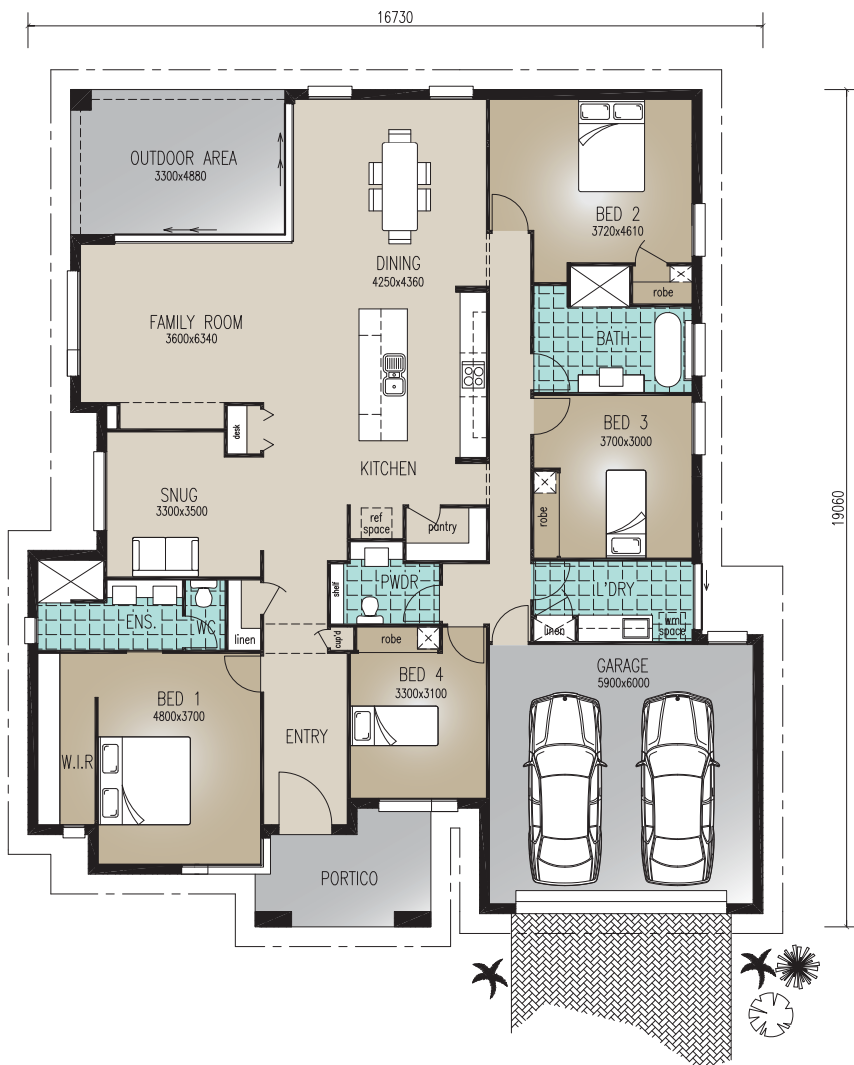 16730
OUTDOOR AREA
3300x4880
BED 2
3720x4610
DINING
4250x4360
robe
FAMILY ROOM
3600x6340
BATH
desk
BED 3
3700x3000
KITCHEN
SNUG
3300x3500
19060
ref
space
pantry
robe
PWDR
shelf
L'DRY
ENS.
WC
linen
cup'd
robe
linen
wm
space
BED 4
3300x3100
GARAGE
5900x6000
BED 1
4800x3700
ENTRY
W.I.R
PORTICO